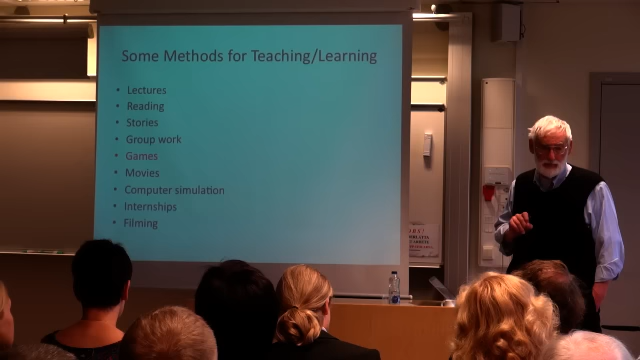 Some Methods for Teaching/Learning
• Lectures
• Reading
• Stories
• Group work
• Games
• Movies
• Computer simulation
• Internships
• Filming